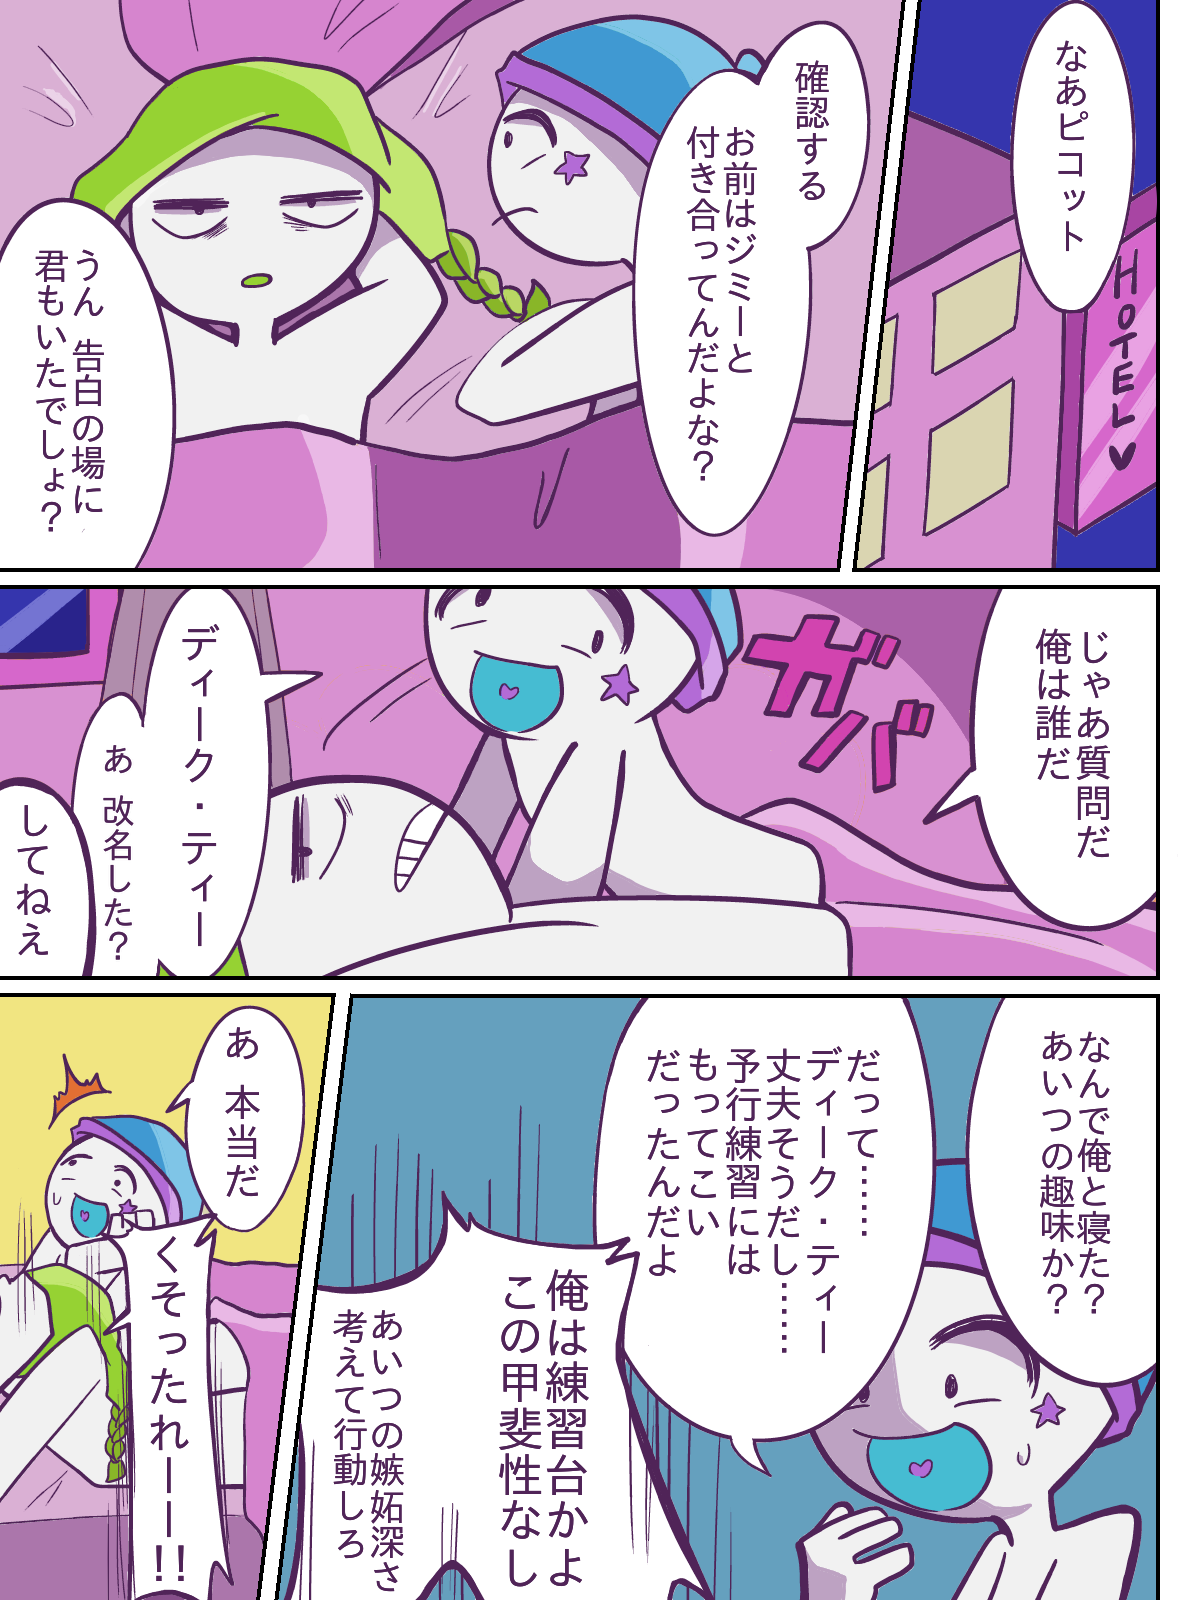 なあピコット
HOTEL♥
確認する
お前はジミーと
付き合ってんだよな？
うん 告白の場に
君もいたでしょ？
じゃあ質問だ
俺は誰だ
ガバ
ディーク・ティー
あ 改名した？
してねえ
なんで俺と寝た？
あいつの趣味か？
だって……
ディーク・ティー
丈夫そうだし……
予行練習には
もってこい
だったんだよ
俺は練習台かよ
この甲斐性なし
あいつの嫉妬深さ
考えて行動しろ
あ 本当だ
くそったれーー!!